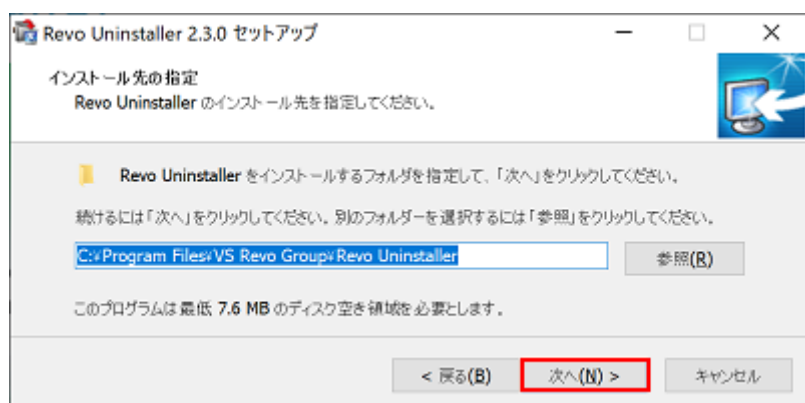 Revo Uninstaller 2.3.0 セットアップ
インストール先の指定
Revo Uninstaller のインストール先を指定してください。
Revo Uninstaller をインストールするフォルダを指定して、「次へ」をクリックしてください。
続けるには「次へ」をクリックしてください。別のフォルダーを選択するには「参照」をクリックしてください。
C:¥Program Files¥VS Revo Group¥Revo Uninstaller
参照(R)
このプログラムは最低 7.6 MB のディスク空き領域を必要とします。
< 戻る(B) 次へ(N) > キャンセル